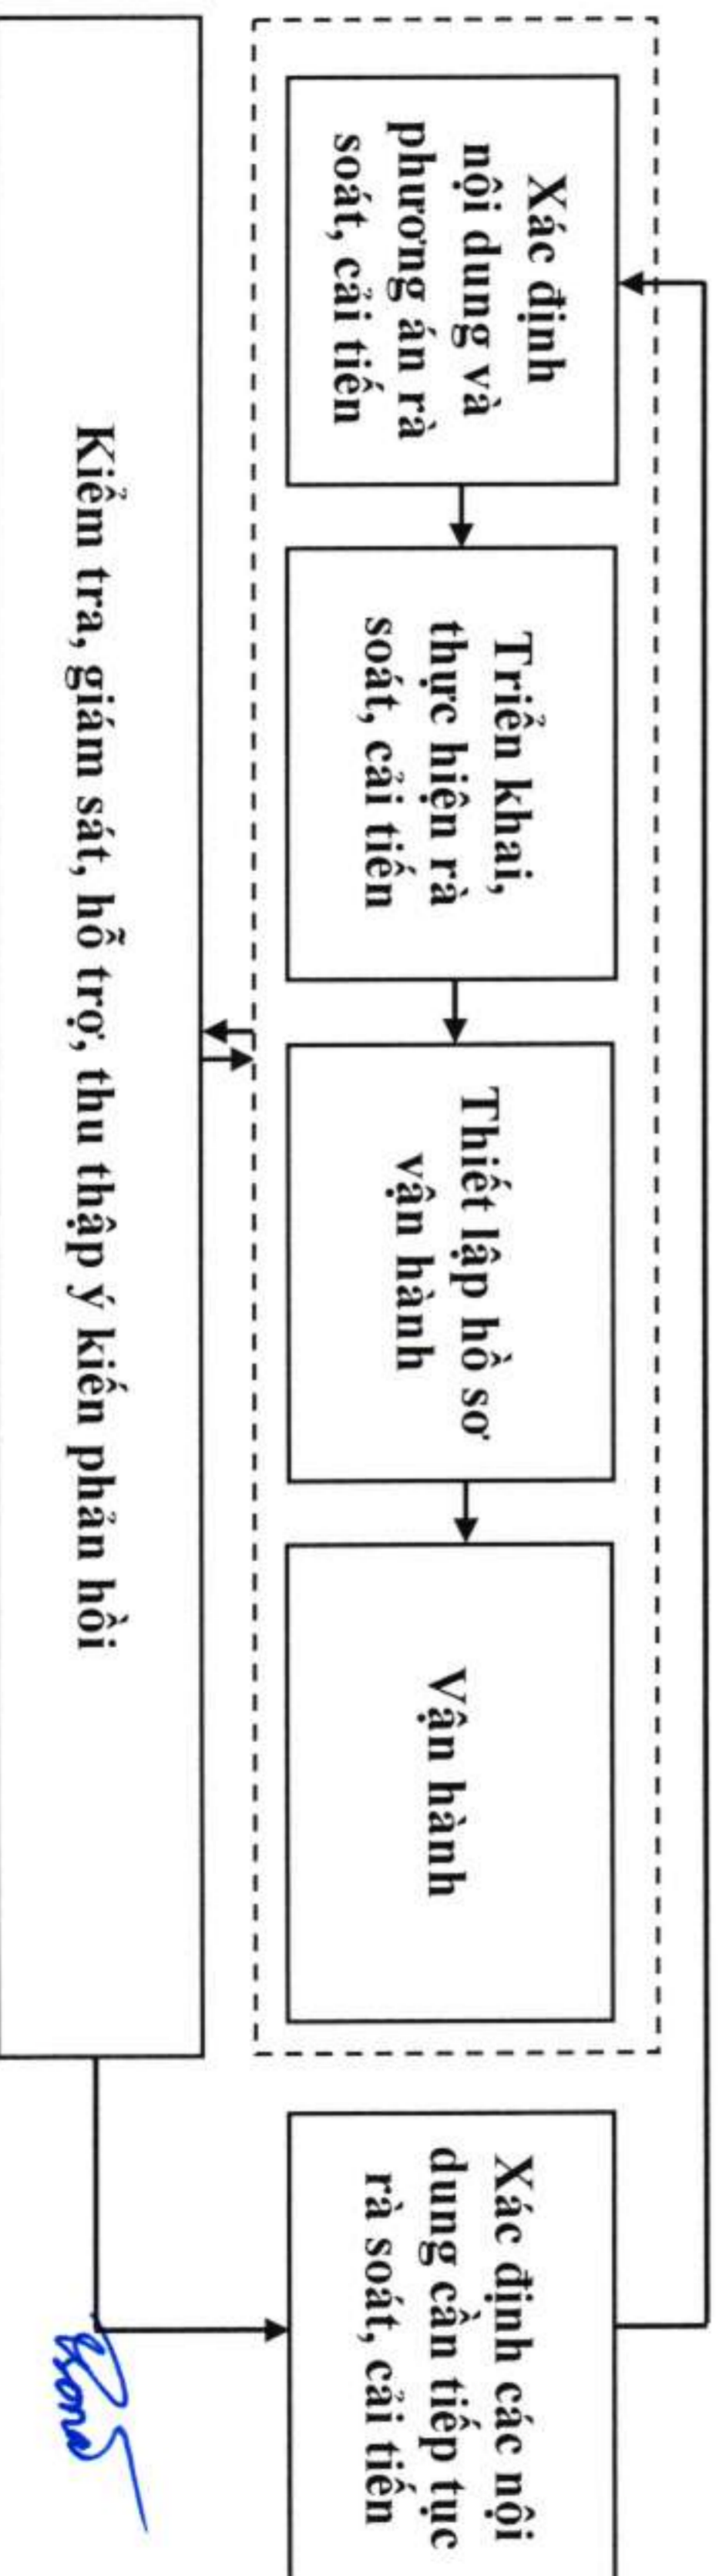 Xác định
nội dung và
phương án rà
soát, cải tiến
Triển khai,
thực hiện rà
soát, cải tiến
Thiết lập hồ sơ
vận hành
Vận hành
Xác định các nội
dung cần tiếp tục
rà soát, cải tiến
Kiểm tra, giám sát, hỗ trợ, thu thập ý kiến phản hồi